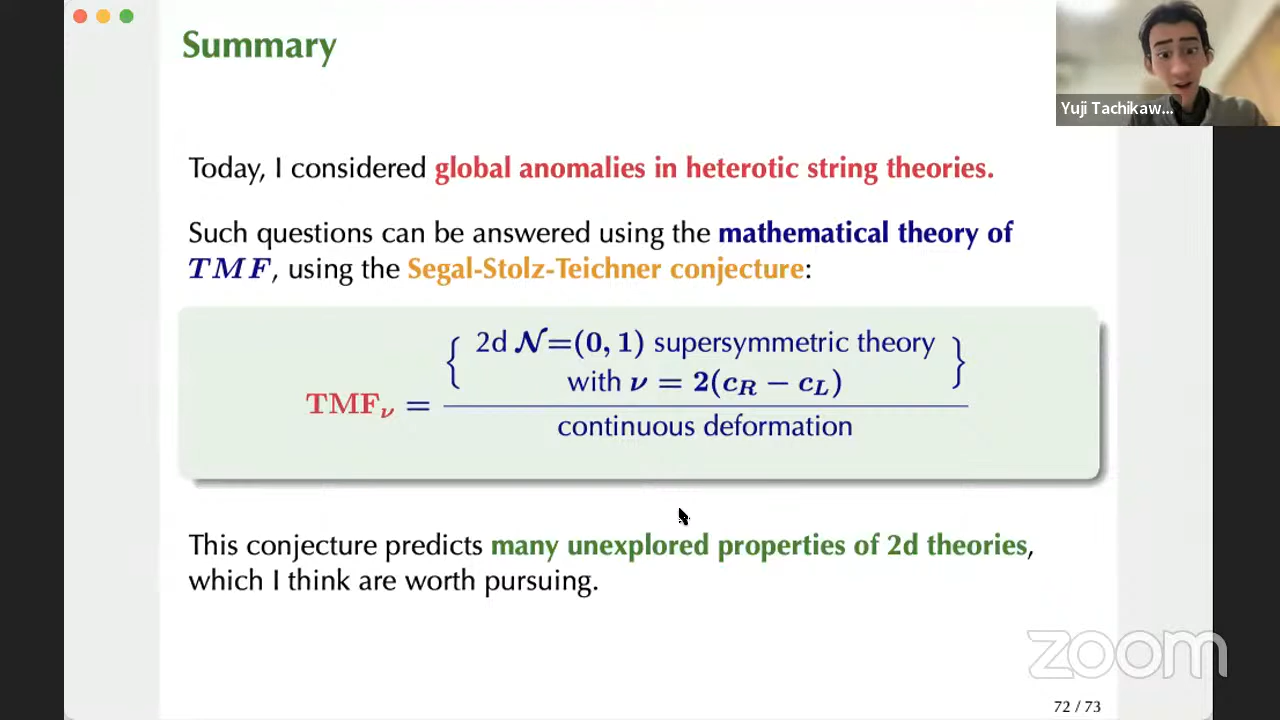 Summary
Yuji Tachikaw...
Today, I considered global anomalies in heterotic string theories.
Such questions can be answered using the mathematical theory of
TMF, using the Segal-Stolz-Teichner conjecture:
{ 2d 𝒩=(0, 1) supersymmetric theory
with ν = 2(c_R − c_L) }
TMF_ν =
continuous deformation
This conjecture predicts many unexplored properties of 2d theories,
which I think are worth pursuing.
zoom
72 / 73